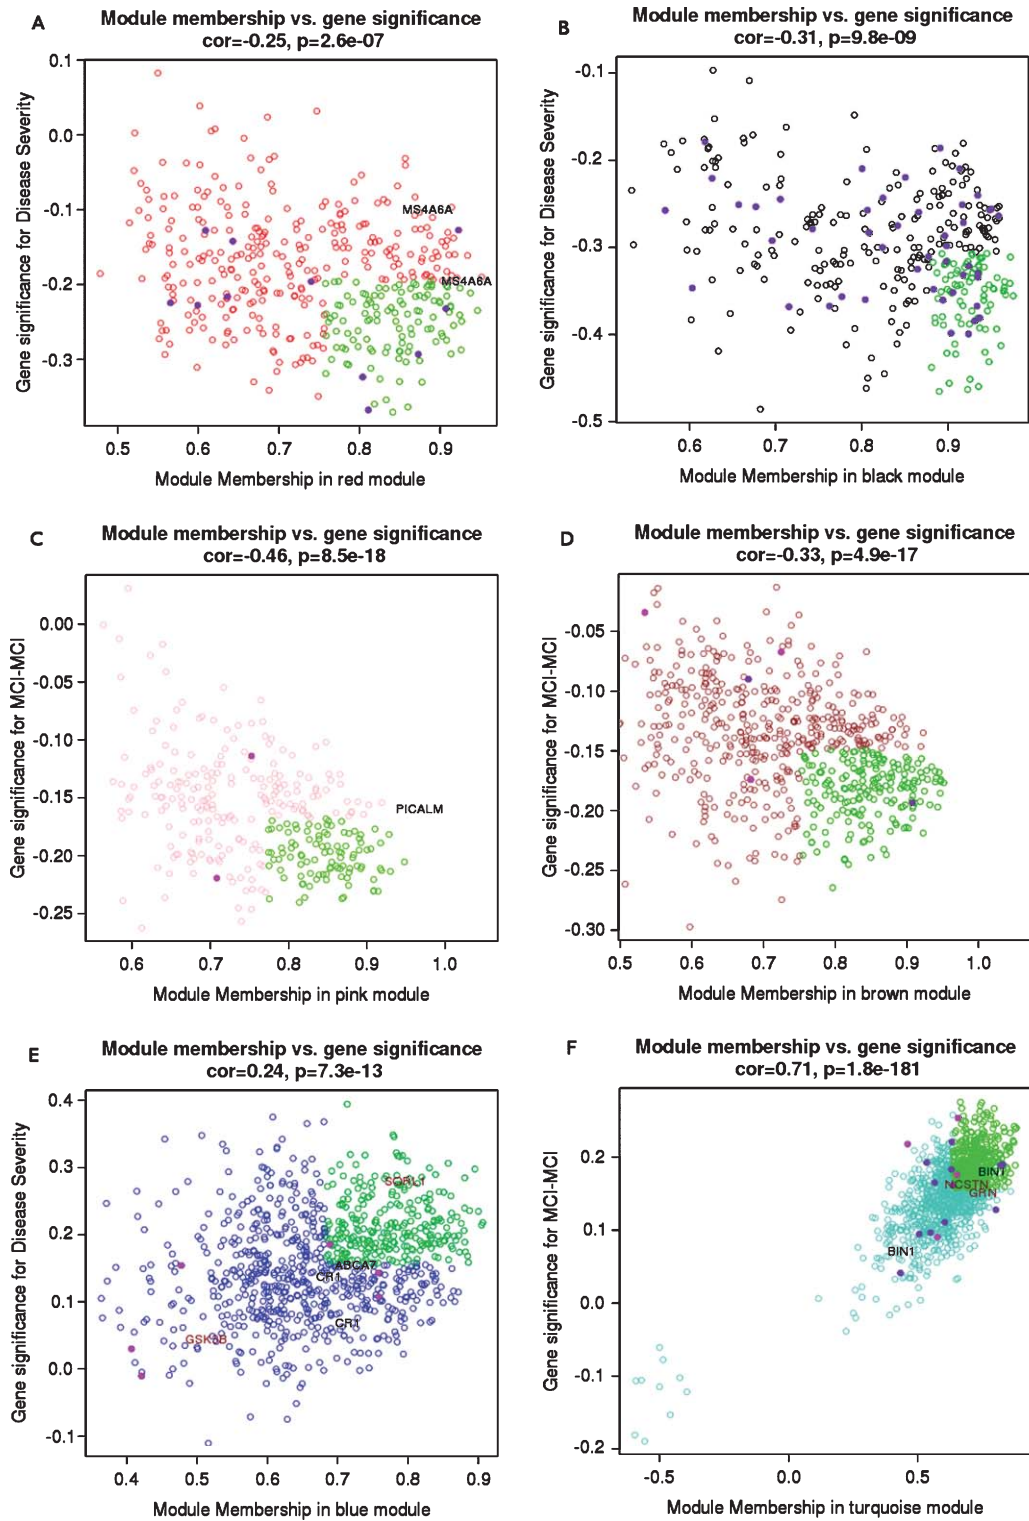 A
Module membership vs. gene significance
cor=-0.25, p=2.6e-07
Gene significance for Disease Severity
0.1
0.0
-0.1
-0.2
-0.3
MS4A6A
MS4A6A
0.5 0.6 0.7 0.8 0.9
Module Membership in red module
B
Module membership vs. gene significance
cor=-0.31, p=9.8e-09
Gene significance for Disease Severity
-0.1
-0.2
-0.3
-0.4
-0.5
0.6 0.7 0.8 0.9
Module Membership in black module
C
Module membership vs. gene significance
cor=-0.46, p=8.5e-18
Gene significance for MCI-MCI
0.00
-0.05
-0.10
-0.15
-0.20
-0.25
PICALM
0.6 0.7 0.8 0.9 1.0
Module Membership in pink module
D
Module membership vs. gene significance
cor=-0.33, p=4.9e-17
Gene significance for MCI-MCI
-0.05
-0.10
-0.15
-0.20
-0.25
-0.30
0.5 0.6 0.7 0.8 0.9 1.0
Module Membership in brown module
E
Module membership vs. gene significance
cor=0.24, p=7.3e-13
Gene significance for Disease Severity
0.4
0.3
0.2
0.1
0.0
-0.1
SORL1
ABCA7
CR1
CR1
GSK3B
0.4 0.5 0.6 0.7 0.8 0.9
Module Membership in blue module
F
Module membership vs. gene significance
cor=0.71, p=1.8e-181
Gene significance for MCI-MCI
0.2
0.1
0.0
-0.1
-0.2
BIN1
NCSTN
GRN
BIN1
-0.5 0.0 0.5
Module Membership in turquoise module